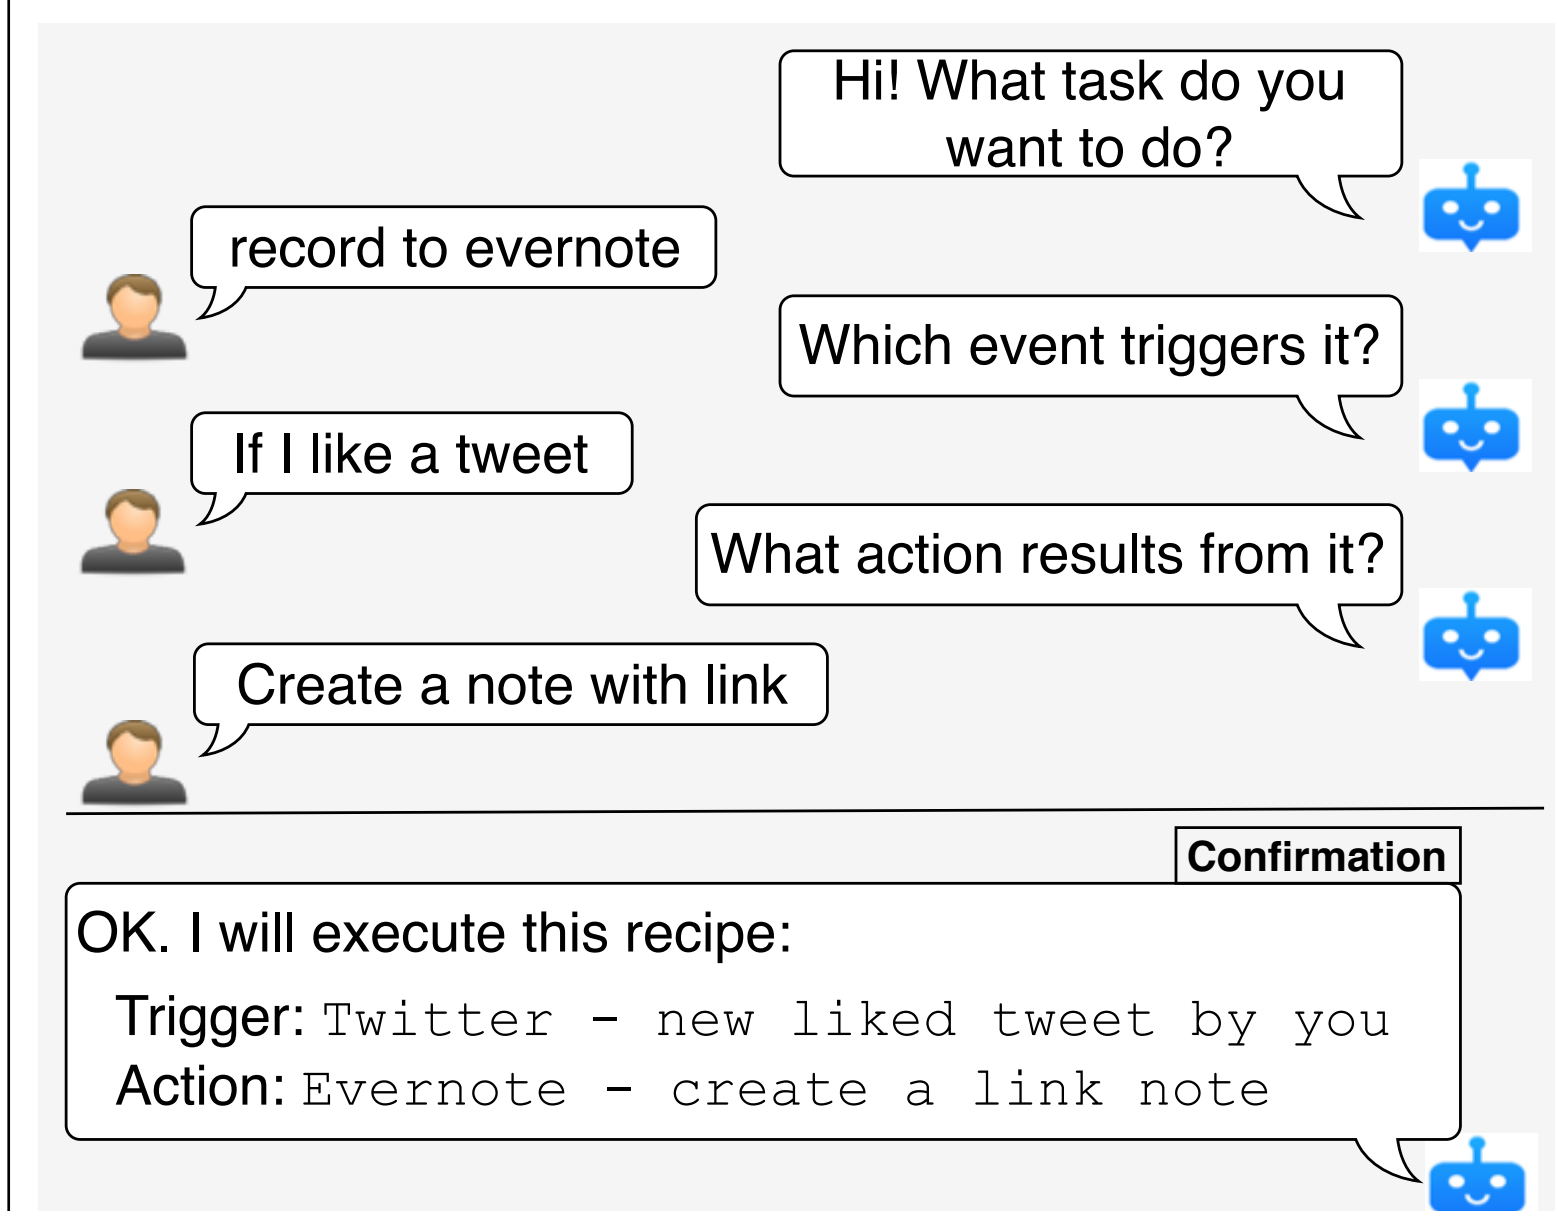 Hi! What task do you
want to do?
record to evernote
Which event triggers it?
If I like a tweet
What action results from it?
Create a note with link
Confirmation
OK. I will execute this recipe:
Trigger: Twitter - new liked tweet by you
Action: Evernote - create a link note